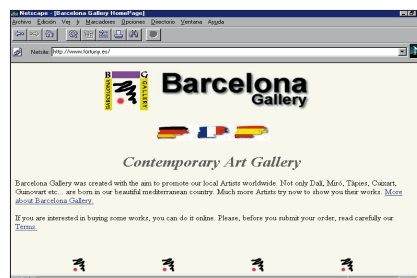 Netscape - [Barcelona Gallery HomePage]
Archivo Edición Ver Ir Marcadores Opciones Directorio Ventana Ayuda
Netsite: http://www.fortuny.es/
B G
BARCELONA GALLERY
Barcelona
Gallery
Contemporary Art Gallery
Barcelona Gallery was created with the aim to promote our local Artists worldwide. Not only Dalí, Miró, Tàpies, Cuixart,
Guinovart etc... are born in our beautiful mediterranean country. Much more Artists try now to show you their works. More
about Barcelona Gallery.
If you are interested in buying some works, you can do it online. Please, before you submit your order, read carefully our
Terms.